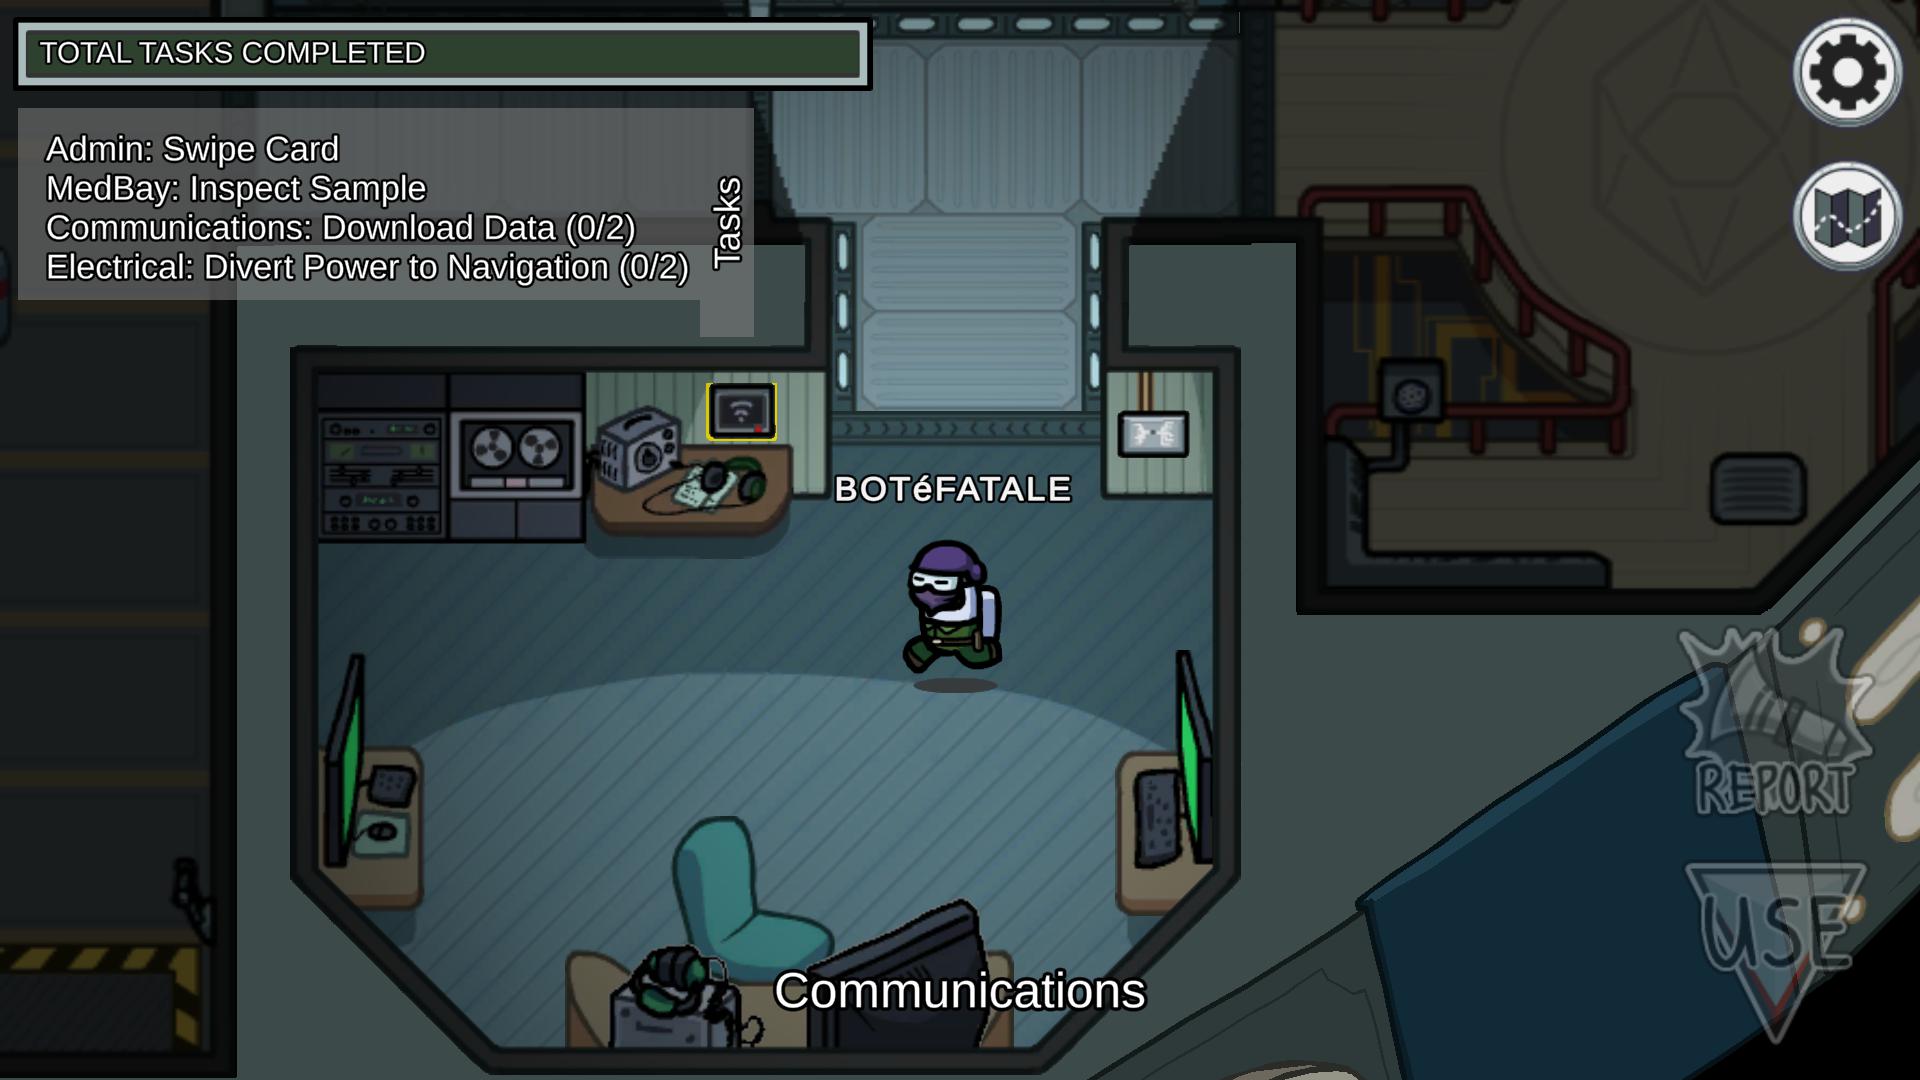 TOTAL TASKS COMPLETED
Admin: Swipe Card
MedBay: Inspect Sample
Communications: Download Data (0/2)
Electrical: Divert Power to Navigation (0/2)
Tasks
BOTéFATALE
REPORT
USE
Communications